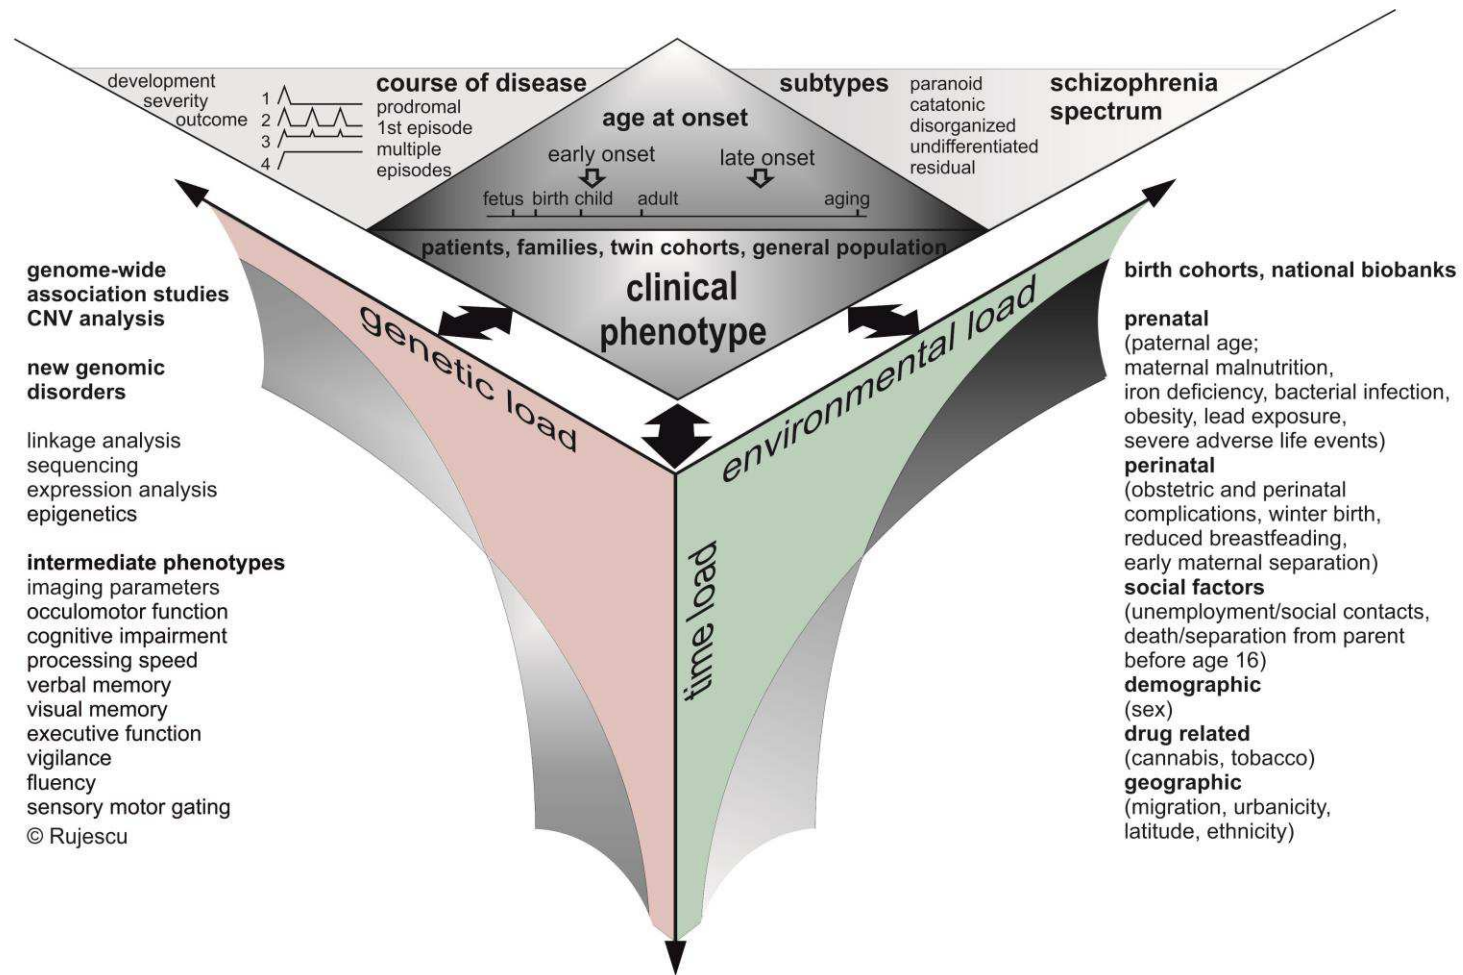 development
severity
outcome
1
2
3
4
course of disease
prodromal
1st episode
multiple
episodes
age at onset
early onset
late onset
fetus birth child adult aging
subtypes
paranoid
catatonic
disorganized
undifferentiated
residual
schizophrenia
spectrum
patients, families, twin cohorts, general population
clinical
phenotype
genetic load
environmental load
time load
genome-wide
association studies
CNV analysis
new genomic
disorders
linkage analysis
sequencing
expression analysis
epigenetics
intermediate phenotypes
imaging parameters
occulomotor function
cognitive impairment
processing speed
verbal memory
visual memory
executive function
vigilance
fluency
sensory motor gating
© Rujescu
birth cohorts, national biobanks
prenatal
(paternal age;
maternal malnutrition,
iron deficiency, bacterial infection,
obesity, lead exposure,
severe adverse life events)
perinatal
(obstetric and perinatal
complications, winter birth,
reduced breastfeading,
early maternal separation)
social factors
(unemployment/social contacts,
death/separation from parent
before age 16)
demographic
(sex)
drug related
(cannabis, tobacco)
geographic
(migration, urbanicity,
latitude, ethnicity)